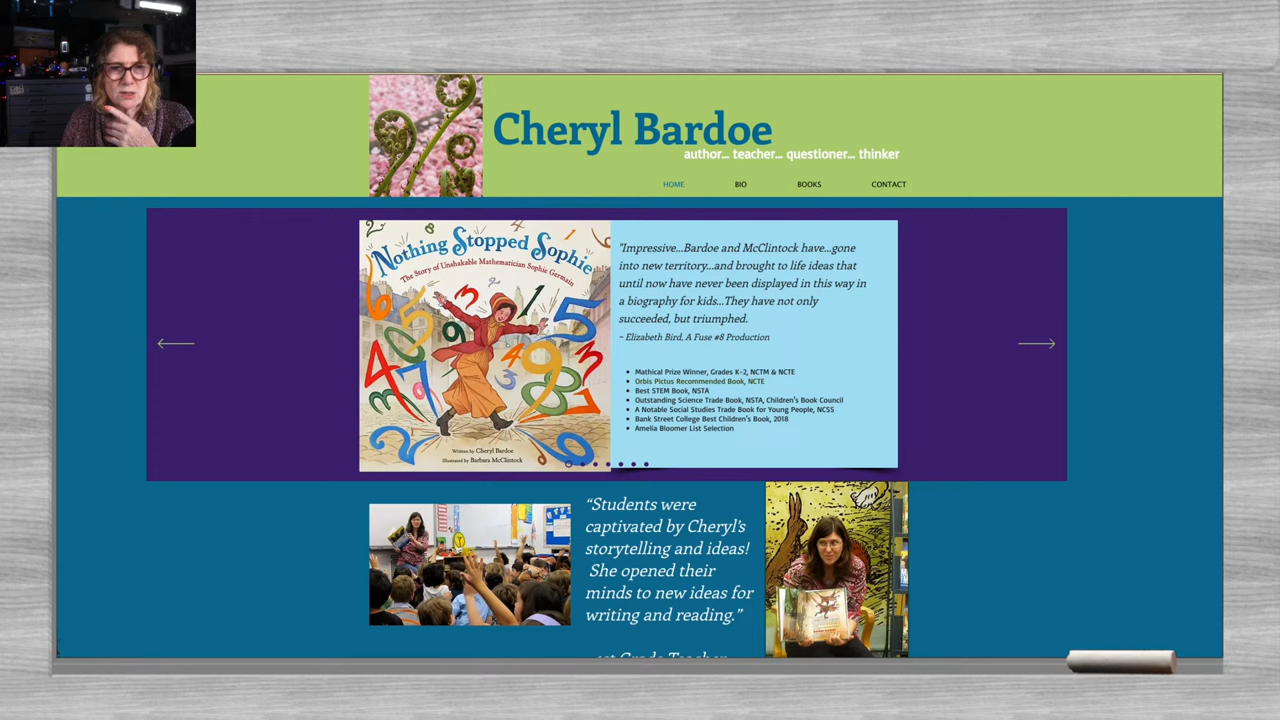 Cheryl Bardoe
author... teacher... questioner... thinker
HOME BIO BOOKS CONTACT
Nothing Stopped Sophie
The Story of Unshakable Mathematician Sophie Germain
Written by Cheryl Bardoe
Illustrated by Barbara McClintock
"Impressive...Bardoe and McClintock have...gone
into new territory...and brought to life ideas that
until now have never been displayed in this way in
a biography for kids...They have not only
succeeded, but triumphed.
~ Elizabeth Bird, A Fuse #8 Production
• Mathical Prize Winner, Grades K-2, NCTM & NCTE
• Orbis Pictus Recommended Book, NCTE
• Best STEM Book, NSTA
• Outstanding Science Trade Book, NSTA, Children's Book Council
• A Notable Social Studies Trade Book for Young People, NCSS
• Bank Street College Best Children's Book, 2018
• Amelia Bloomer List Selection
“Students were
captivated by Cheryl’s
storytelling and ideas!
She opened their
minds to new ideas for
writing and reading.”
Grade Teacher